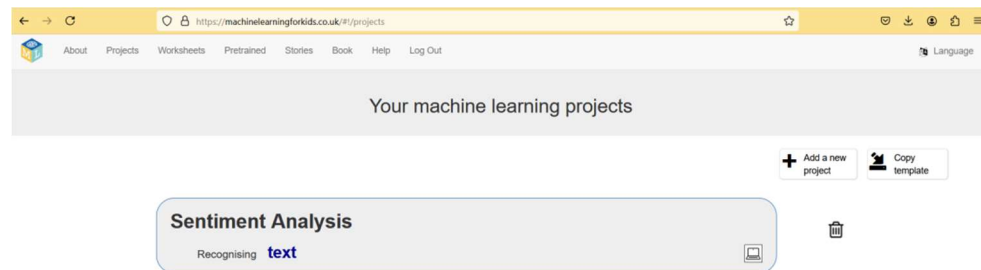 https://machinelearningforkids.co.uk/#!/projects
About Projects Worksheets Pretrained Stories Book Help Log Out Language
Your machine learning projects
Add a new project
Copy template
Sentiment Analysis
Recognising text